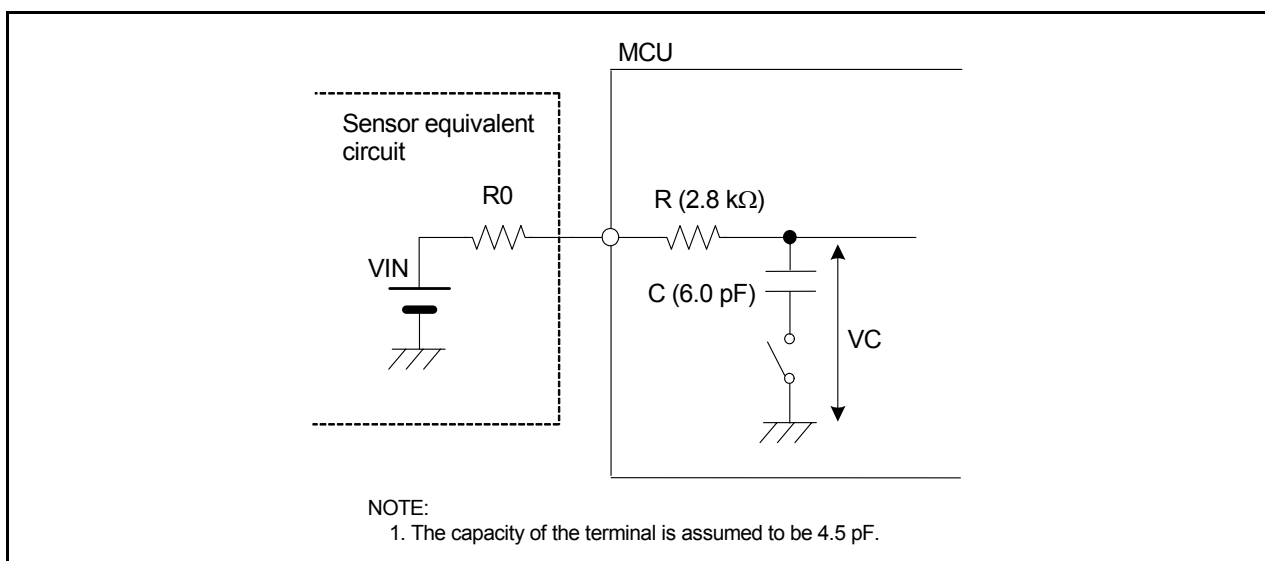 MCU
Sensor equivalent
circuit
R0
R (2.8 kΩ)
VIN
C (6.0 pF)
VC
NOTE:
1. The capacity of the terminal is assumed to be 4.5 pF.